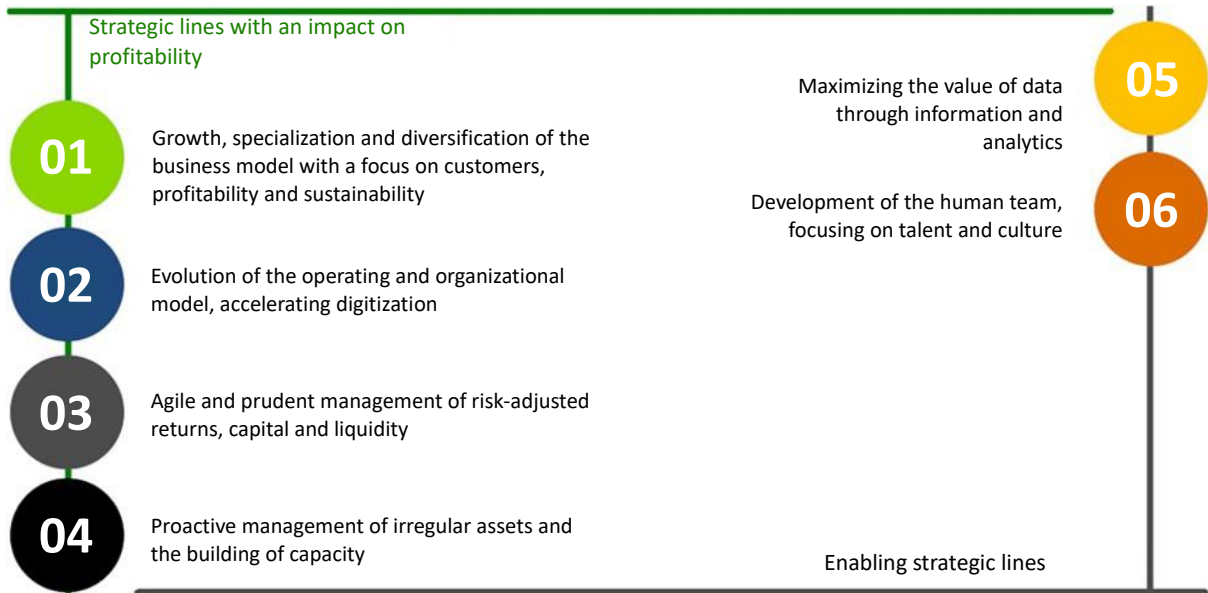 Strategic lines with an impact on
profitability
01
Growth, specialization and diversification of the
business model with a focus on customers,
profitability and sustainability
02
Evolution of the operating and organizational
model, accelerating digitization
03
Agile and prudent management of risk-adjusted
returns, capital and liquidity
04
Proactive management of irregular assets and
the building of capacity
05
Maximizing the value of data
through information and
analytics
06
Development of the human team,
focusing on talent and culture
Enabling strategic lines